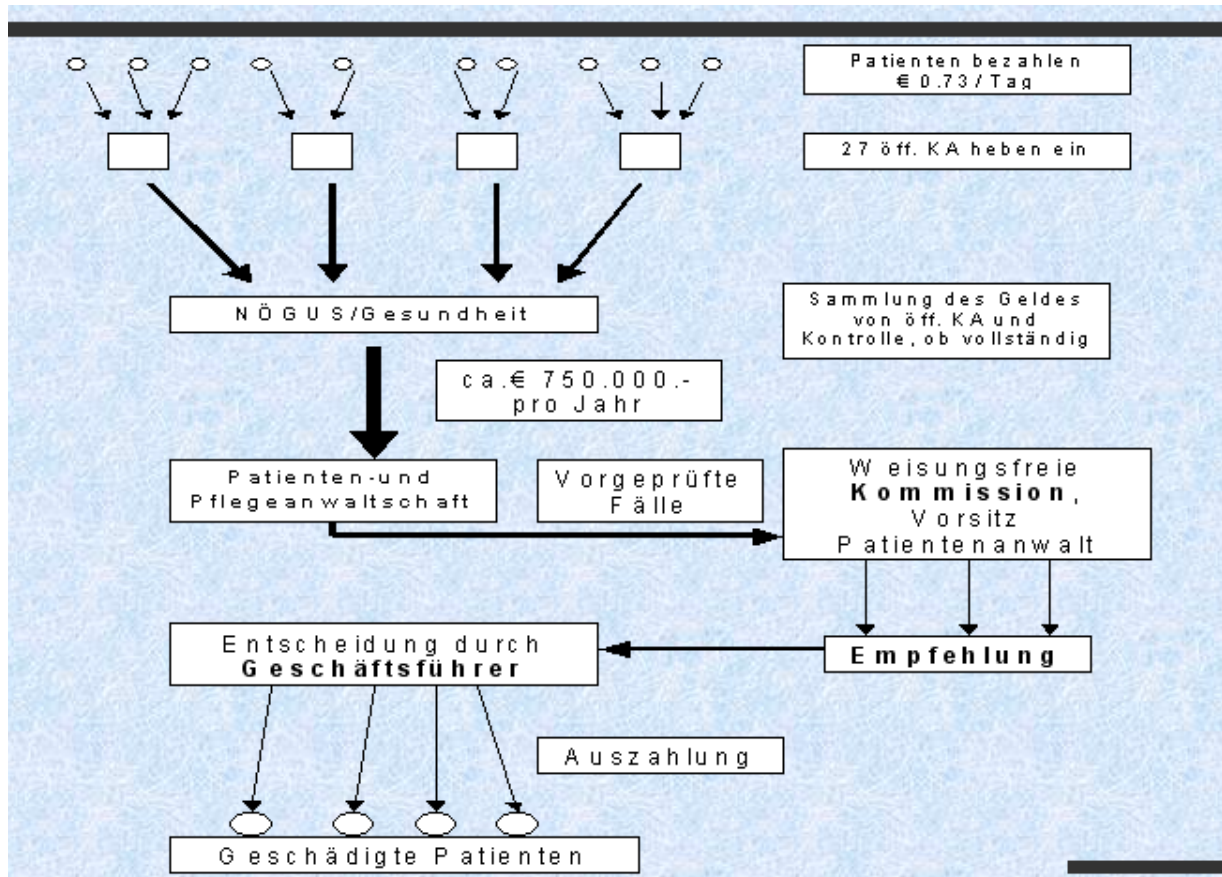 Patienten bezahlen
€ 0.73/ Tag
27 öff. KA heben ein
NÖGUS/Gesundheit
Sammlung des Geldes
von öff. KA und
Kontrolle, ob vollständig
ca.€ 750.000.-
pro Jahr
Patienten-und
Pflegeanwaltschaft
Vorgeprüfte
Fälle
Weisungsfreie
Kommission,
Vorsitz
Patientenanwalt
Entscheidung durch
Geschäftsführer
Empfehlung
Auszahlung
Geschädigte Patienten